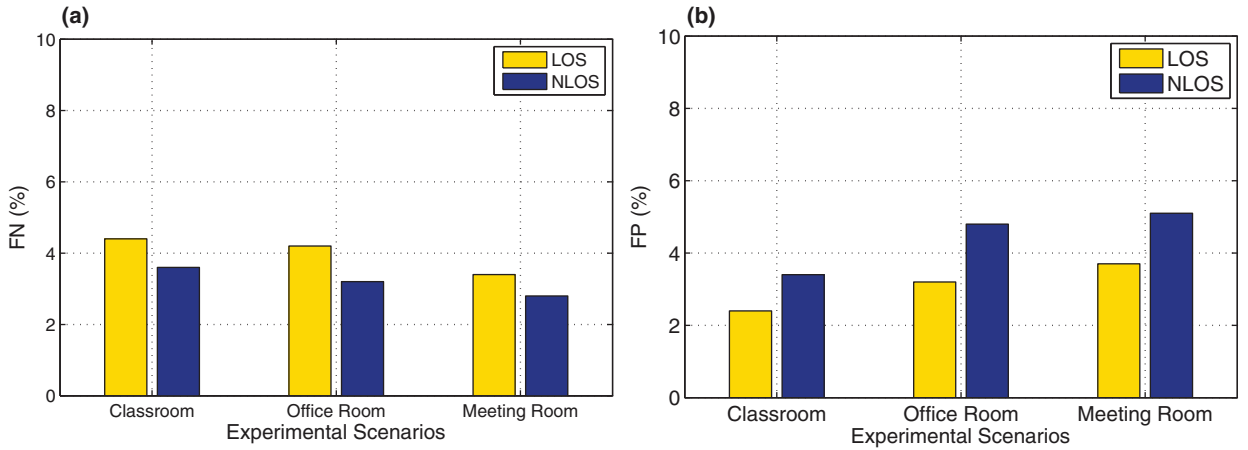 (a)
10
8
6
4
2
0
FN (%)
LOS
NLOS
Classroom
Office Room
Meeting Room
Experimental Scenarios
(b)
10
8
6
4
2
0
FP (%)
LOS
NLOS
Classroom
Office Room
Meeting Room
Experimental Scenarios